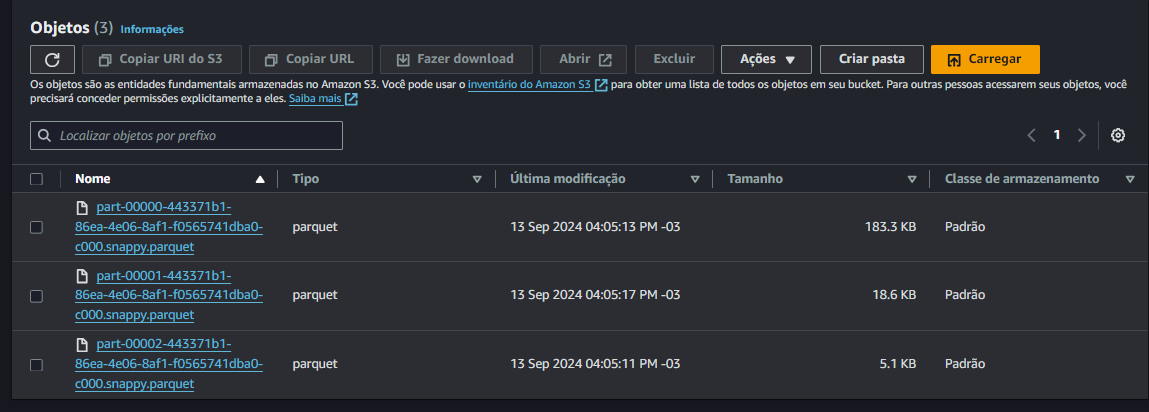 Objetos (3) Informações
Copiar URI do S3 Copiar URL Fazer download Abrir Excluir Ações Criar pasta Carregar
Os objetos são as entidades fundamentais armazenadas no Amazon S3. Você pode usar o inventário do Amazon S3 para obter uma lista de todos os objetos em seu bucket. Para outras pessoas acessarem seus objetos, você
precisará conceder permissões explicitamente a eles. Saiba mais
Localizar objetos por prefixo 1
Nome Tipo Última modificação Tamanho Classe de armazenamento
part-00000-443371b1-
86ea-4e06-8af1-f0565741dba0- parquet 13 Sep 2024 04:05:13 PM -03 183.3 KB Padrão
c000.snappy.parquet
part-00001-443371b1-
86ea-4e06-8af1-f0565741dba0- parquet 13 Sep 2024 04:05:17 PM -03 18.6 KB Padrão
c000.snappy.parquet
part-00002-443371b1-
86ea-4e06-8af1-f0565741dba0- parquet 13 Sep 2024 04:05:11 PM -03 5.1 KB Padrão
c000.snappy.parquet